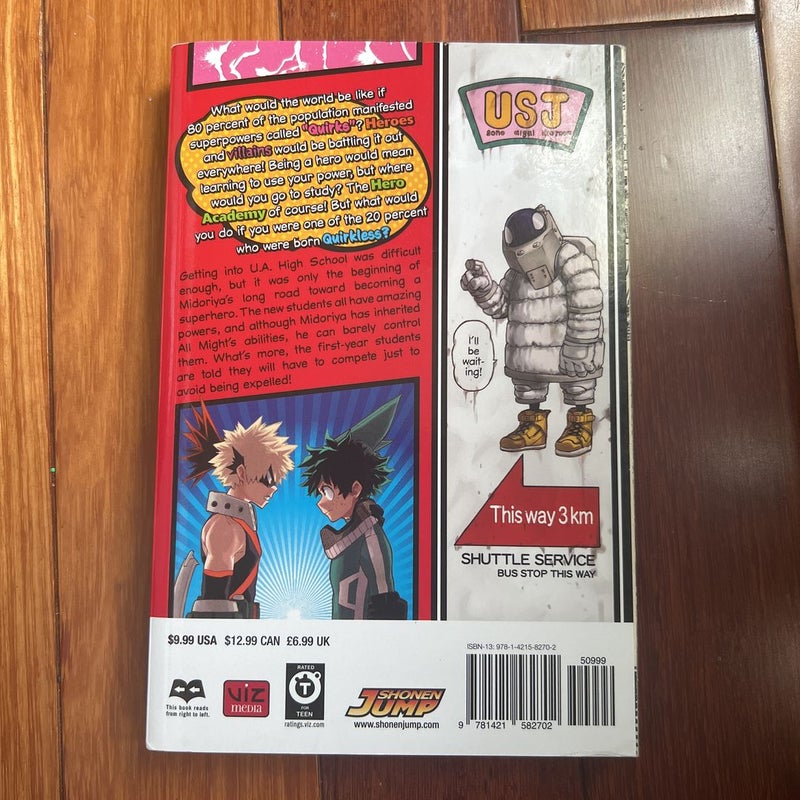 What would the world be like if
80 percent of the population manifested
superpowers called "Quirks"? Heroes
and villains would be battling it out
everywhere! Being a hero would mean
learning to use your power, but where
would you go to study? The Hero
Academy of course! But what would
you do if you were one of the 20 percent
who were born Quirkless?
Getting into U.A. High School was difficult
enough, but it was only the beginning of
Midoriya's long road toward becoming a
superhero. The new students all have amazing
powers, and although Midoriya has inherited
All Might's abilities, he can barely control
them. What's more, the first-year students
are told they will have to compete just to
avoid being expelled!
USJ
I'll
be
wait-
ing!
This way 3 km
SHUTTLE SERVICE
BUS STOP THIS WAY
$9.99 USA $12.99 CAN £6.99 UK
This book reads
from right to left.
VIZ
MEDIA
RATED
T
FOR
TEEN
ratings.viz.com
SHONEN
JUMP
www.shonenjump.com
ISBN-13: 978-1-4215-8270-2
50999
9 781421 582702